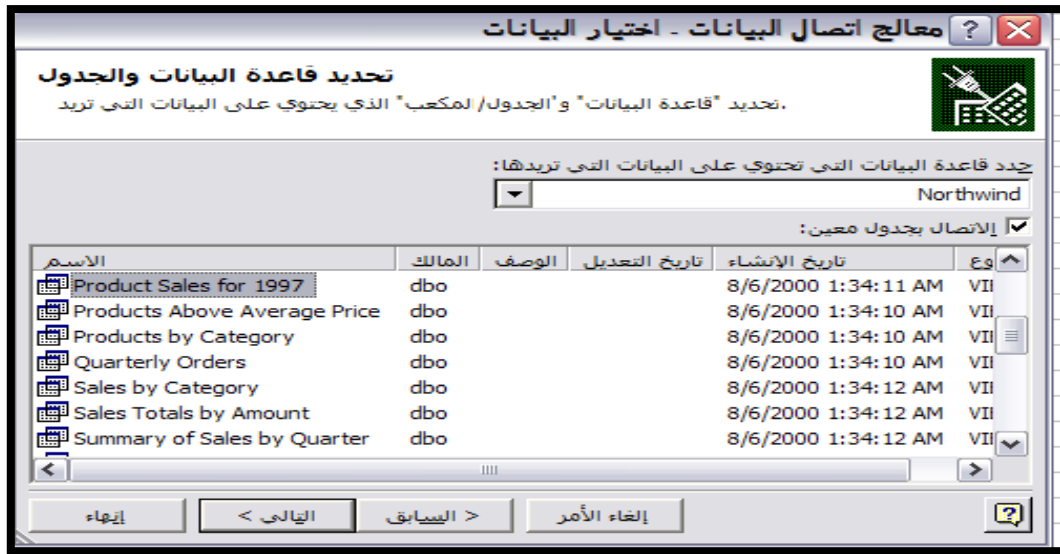 معالج اتصال البيانات - اختيار البيانات
تحديد قاعدة البيانات والجدول
تحديد "قاعدة البيانات" و"الجدول/المكعب" الذي يحتوي على البيانات التي تريد.
حدد قاعدة البيانات التي تحتوي على البيانات التي تريدها:
Northwind
الاتصال بجدول معين:
الاسم المالك الوصف تاريخ التعديل تاريخ الإنشاء
Product Sales for 1997 dbo 8/6/2000 1:34:11 AM
Products Above Average Price dbo 8/6/2000 1:34:10 AM
Products by Category dbo 8/6/2000 1:34:10 AM
Quarterly Orders dbo 8/6/2000 1:34:10 AM
Sales by Category dbo 8/6/2000 1:34:12 AM
Sales Totals by Amount dbo 8/6/2000 1:34:12 AM
Summary of Sales by Quarter dbo 8/6/2000 1:34:12 AM
إنهاء التالي > < السابق إلغاء الأمر